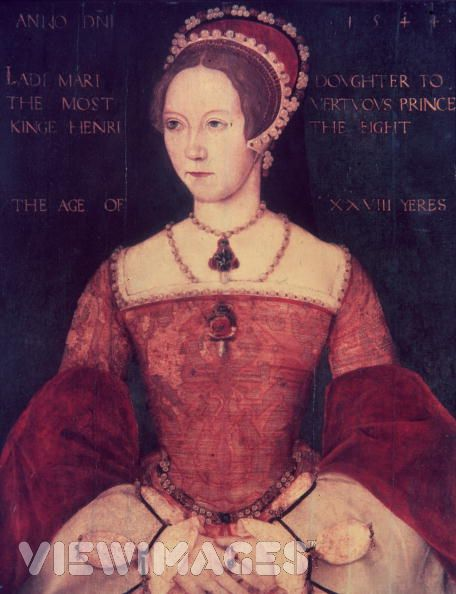 ANNO DÑI 1544
LADI MARI DOVGHTER TO
THE MOST VERTVOVS PRINCE
KINGE HENRI THE EIGHT
THE AGE OF XXVIII YERES
VIEWIMAGES®